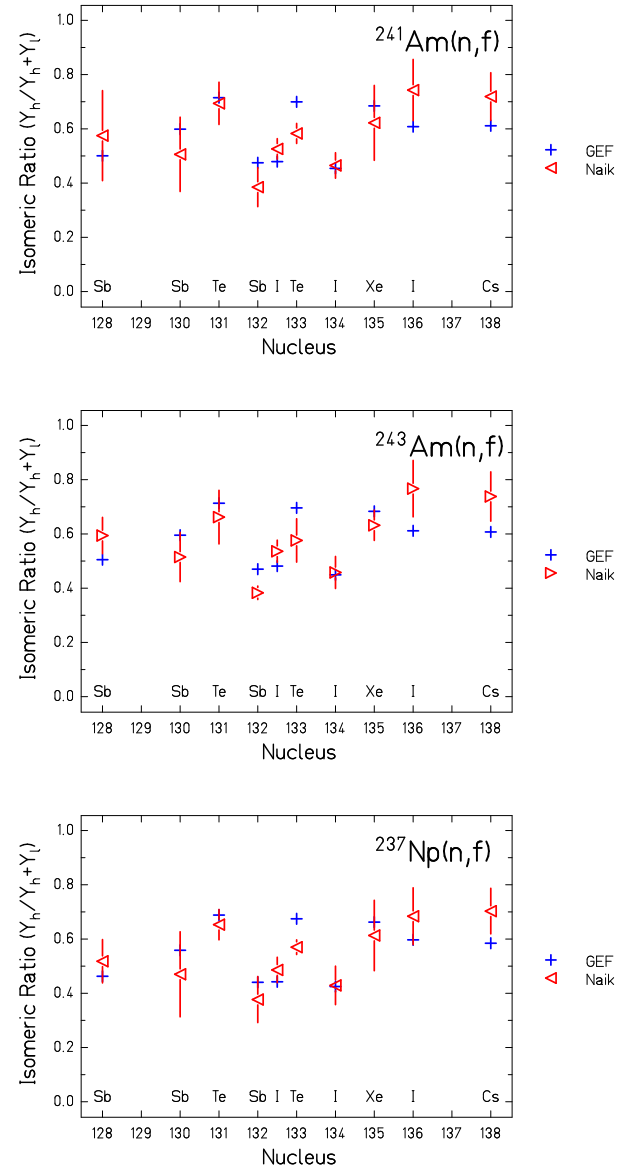 ²⁴¹Am(n,f)
Isomeric Ratio (Yₕ/Yₕ+Yₗ)
1.0
0.8
0.6
0.4
0.2
0.0
GEF
Naik
Sb Sb Te Sb I Te I Xe I Cs
128 129 130 131 132 133 134 135 136 137 138
Nucleus
²⁴³Am(n,f)
Isomeric Ratio (Yₕ/Yₕ+Yₗ)
1.0
0.8
0.6
0.4
0.2
0.0
GEF
Naik
Sb Sb Te Sb I Te I Xe I Cs
128 129 130 131 132 133 134 135 136 137 138
Nucleus
²³⁷Np(n,f)
Isomeric Ratio (Yₕ/Yₕ+Yₗ)
1.0
0.8
0.6
0.4
0.2
0.0
GEF
Naik
Sb Sb Te Sb I Te I Xe I Cs
128 129 130 131 132 133 134 135 136 137 138
Nucleus